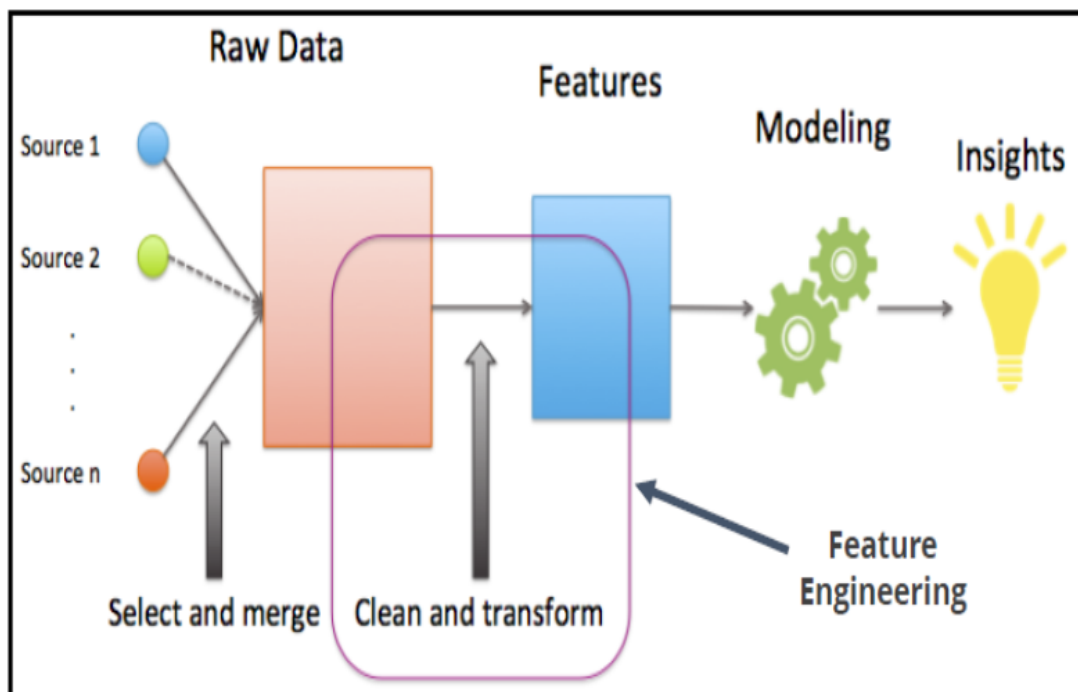 Raw Data
Features
Modeling
Insights
Source 1
Source 2
.
.
.
Source n
Select and merge
Clean and transform
Feature
Engineering